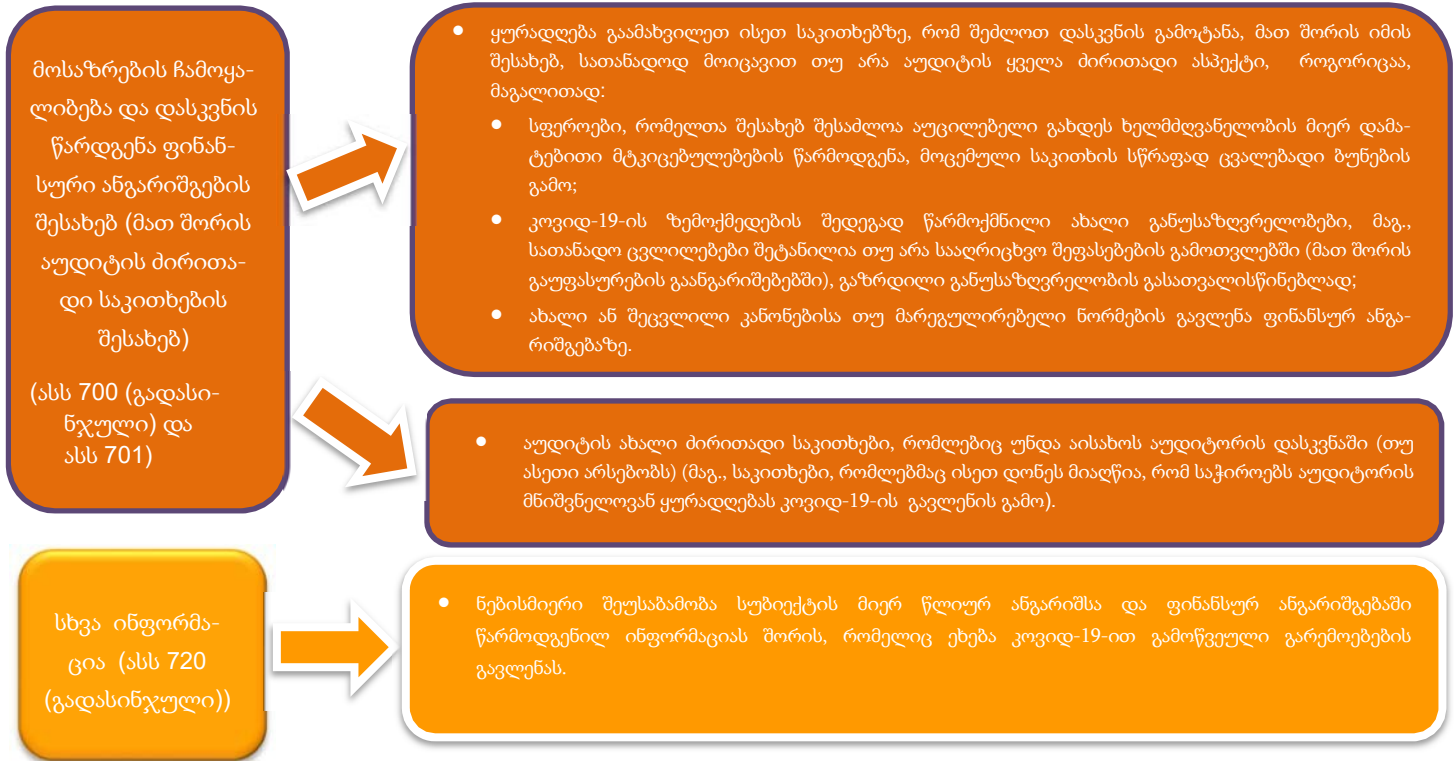 მოსაზრების ჩამოყა-
ლიბება და დასკვნის
წარდგენა ფინან-
სური ანგარიშგების
შესახებ (მათ შორის
აუდიტის ძირითა-
დი საკითხების
შესახებ)
(ასს 700 (გადასი-
ნჯული) და
ასს 701)
• ყურადღება გაამახვილეთ ისეთ საკითხებზე, რომ შეძლოთ დასკვნის გამოტანა, მათ შორის იმის
შესახებ, სათანადოდ მოიცავით თუ არა აუდიტის ყველა ძირითადი ასპექტი, როგორიცაა,
მაგალითად:
• სფეროები, რომელთა შესახებ შესაძლოა აუცილებელი გახდეს ხელმძღვანელობის მიერ დამა-
ტებითი მტკიცებულებების წარმოდგენა, მოცემული საკითხის სწრაფად ცვალებადი ბუნების
გამო;
• კოვიდ-19-ის ზემოქმედების შედეგად წარმოქმნილი ახალი განუსაზღვრელობები, მაგ.,
სათანადო ცვლილებები შეტანილია თუ არა სააღრიცხვო შეფასებების გამოთვლებში (მათ შორის
გაუფასურების გაანგარიშებებში), გაზრდილი განუსაზღვრელობის გასათვალისწინებლად;
• ახალი ან შეცვლილი კანონებისა თუ მარეგულირებელი ნორმების გავლენა ფინანსურ ანგა-
რიშგებაზე.
• აუდიტის ახალი ძირითადი საკითხები, რომლებიც უნდა აისახოს აუდიტორის დასკვნაში (თუ
ასეთი არსებობს) (მაგ., საკითხები, რომლებმაც ისეთ დონეს მიაღწია, რომ საჭიროებს აუდიტორის
მნიშვნელოვან ყურადღებას კოვიდ-19-ის გავლენის გამო).
სხვა ინფორმა-
ცია (ასს 720
(გადასინჯული))
• ნებისმიერი შეუსაბამობა სუბიექტის მიერ წლიურ ანგარიშსა და ფინანსურ ანგარიშგებაში
წარმოდგენილ ინფორმაციას შორის, რომელიც ეხება კოვიდ-19-ით გამოწვეული გარემოებების
გავლენას.